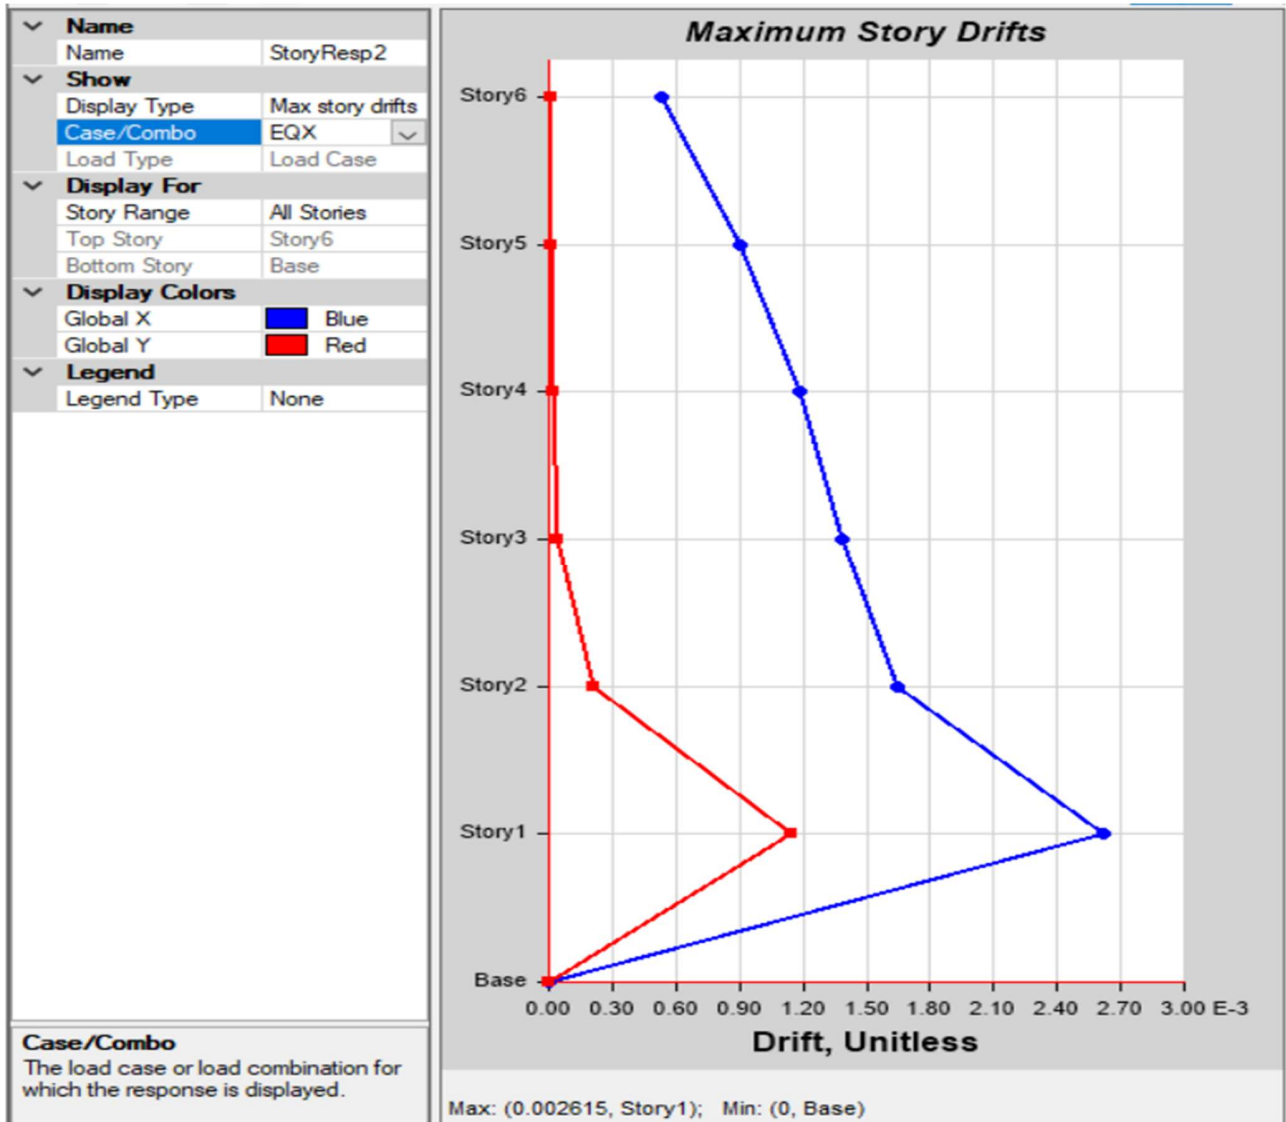 Name
Name StoryResp2
Show
Display Type Max story drifts
Case/Combo EQX
Load Type Load Case
Display For
Story Range All Stories
Top Story Story6
Bottom Story Base
Display Colors
Global X Blue
Global Y Red
Legend
Legend Type None
Case/Combo
The load case or load combination for
which the response is displayed.
Maximum Story Drifts
Story6
Story5
Story4
Story3
Story2
Story1
Base
0.00 0.30 0.60 0.90 1.20 1.50 1.80 2.10 2.40 2.70 3.00 E-3
Drift, Unitless
Max: (0.002615, Story1); Min: (0, Base)